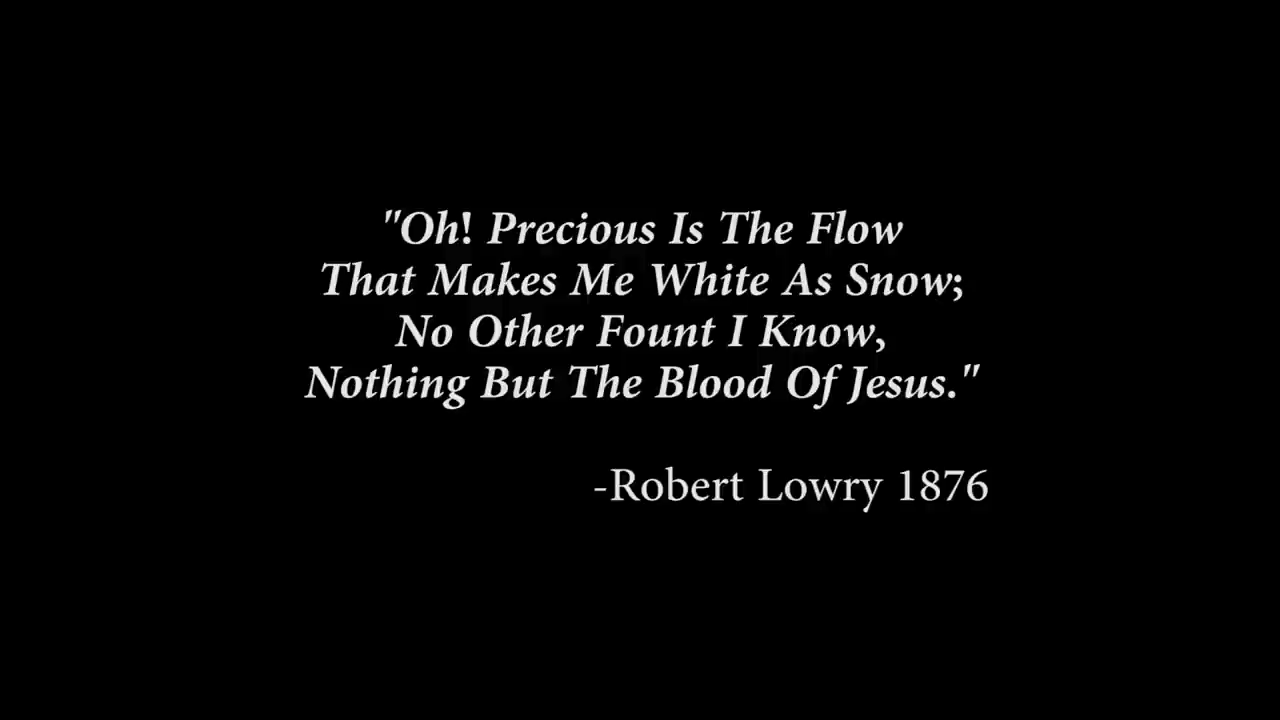 "Oh! Precious Is The Flow
That Makes Me White As Snow;
No Other Fount I Know,
Nothing But The Blood Of Jesus."
-Robert Lowry 1876